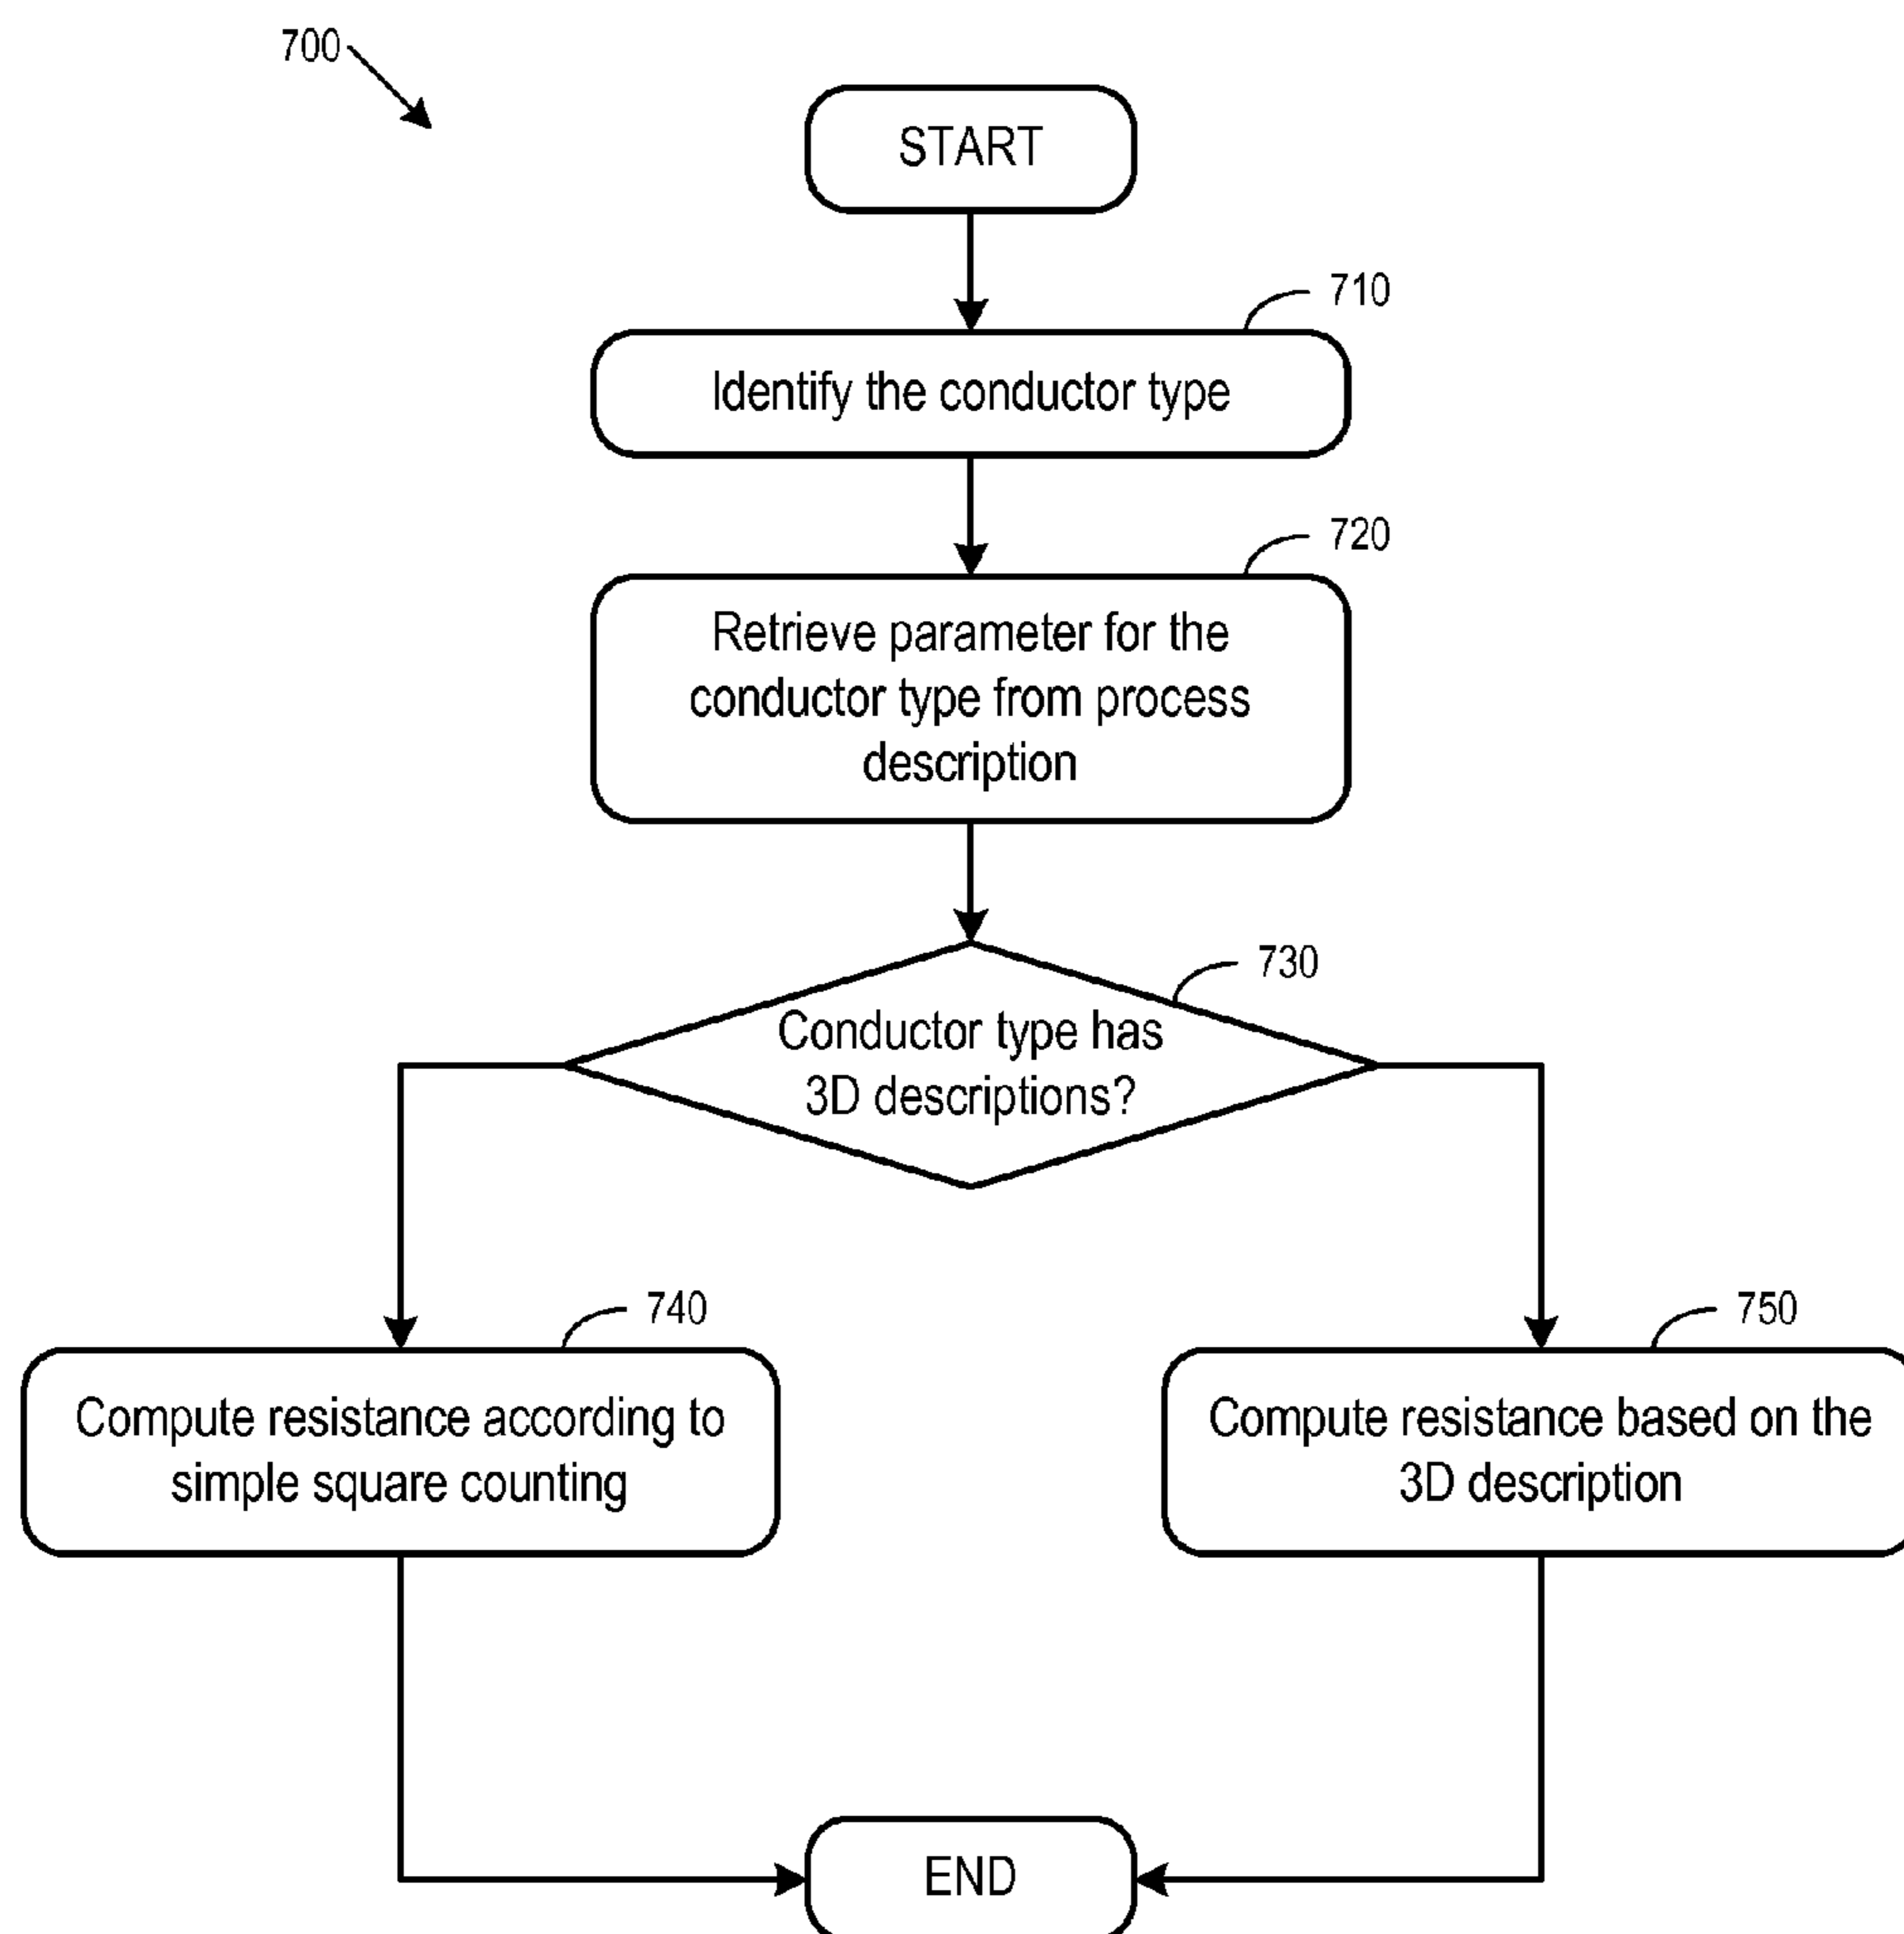 700
START
710
Identify the conductor type
720
Retrieve parameter for the
conductor type from process
description
730
Conductor type has
3D descriptions?
740
Compute resistance according to
simple square counting
750
Compute resistance based on the
3D description
END